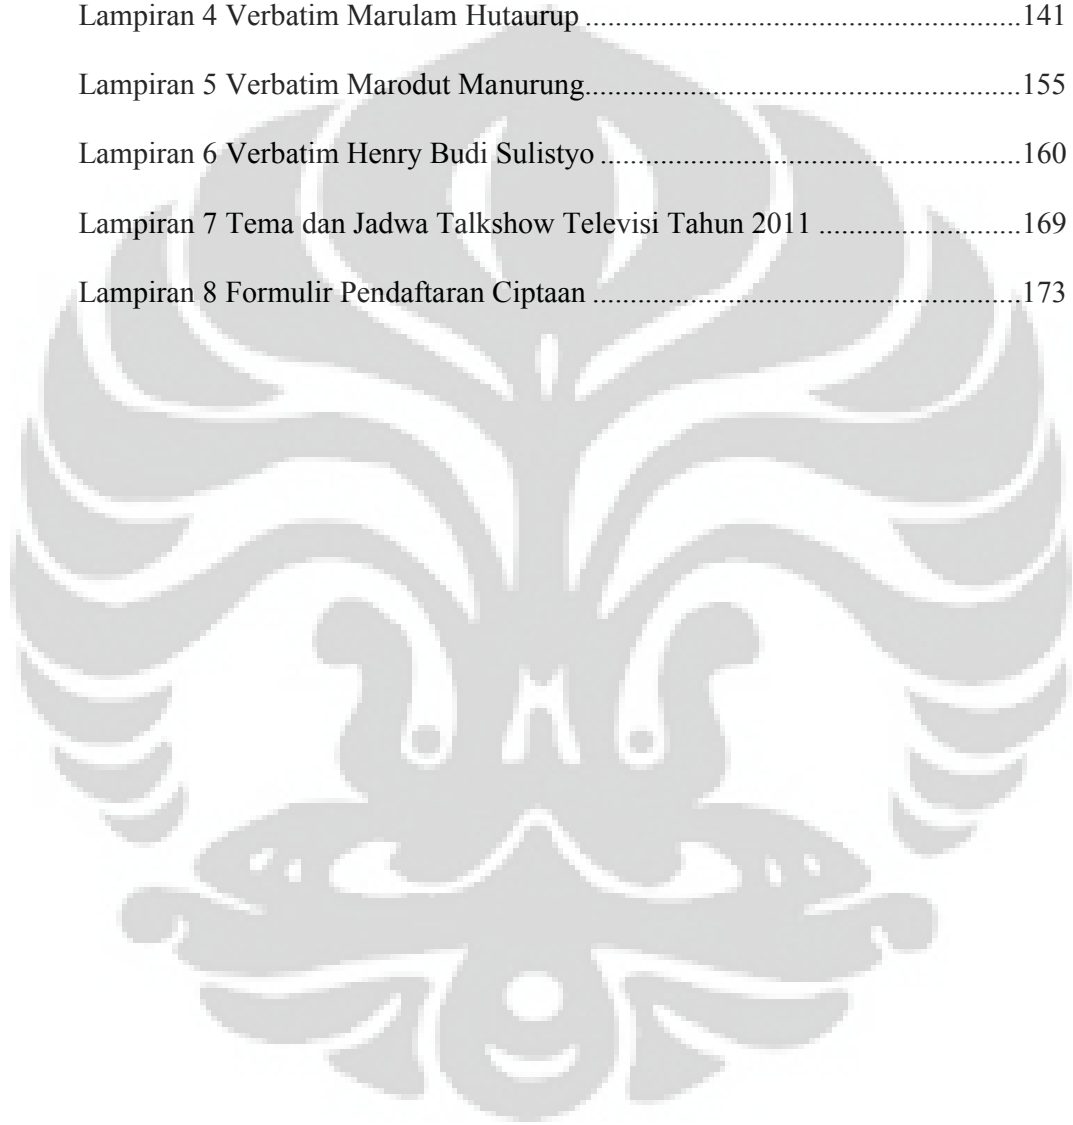 Lampiran 4 Verbatim Marulam Hutaurup.......................................................141
Lampiran 5 Verbatim Marodut Manurung.......................................................155
Lampiran 6 Verbatim Henry Budi Sulistyo.....................................................160
Lampiran 7 Tema dan Jadwa Talkshow Televisi Tahun 2011 ..........................169
Lampiran 8 Formulir Pendaftaran Ciptaan ......................................................173